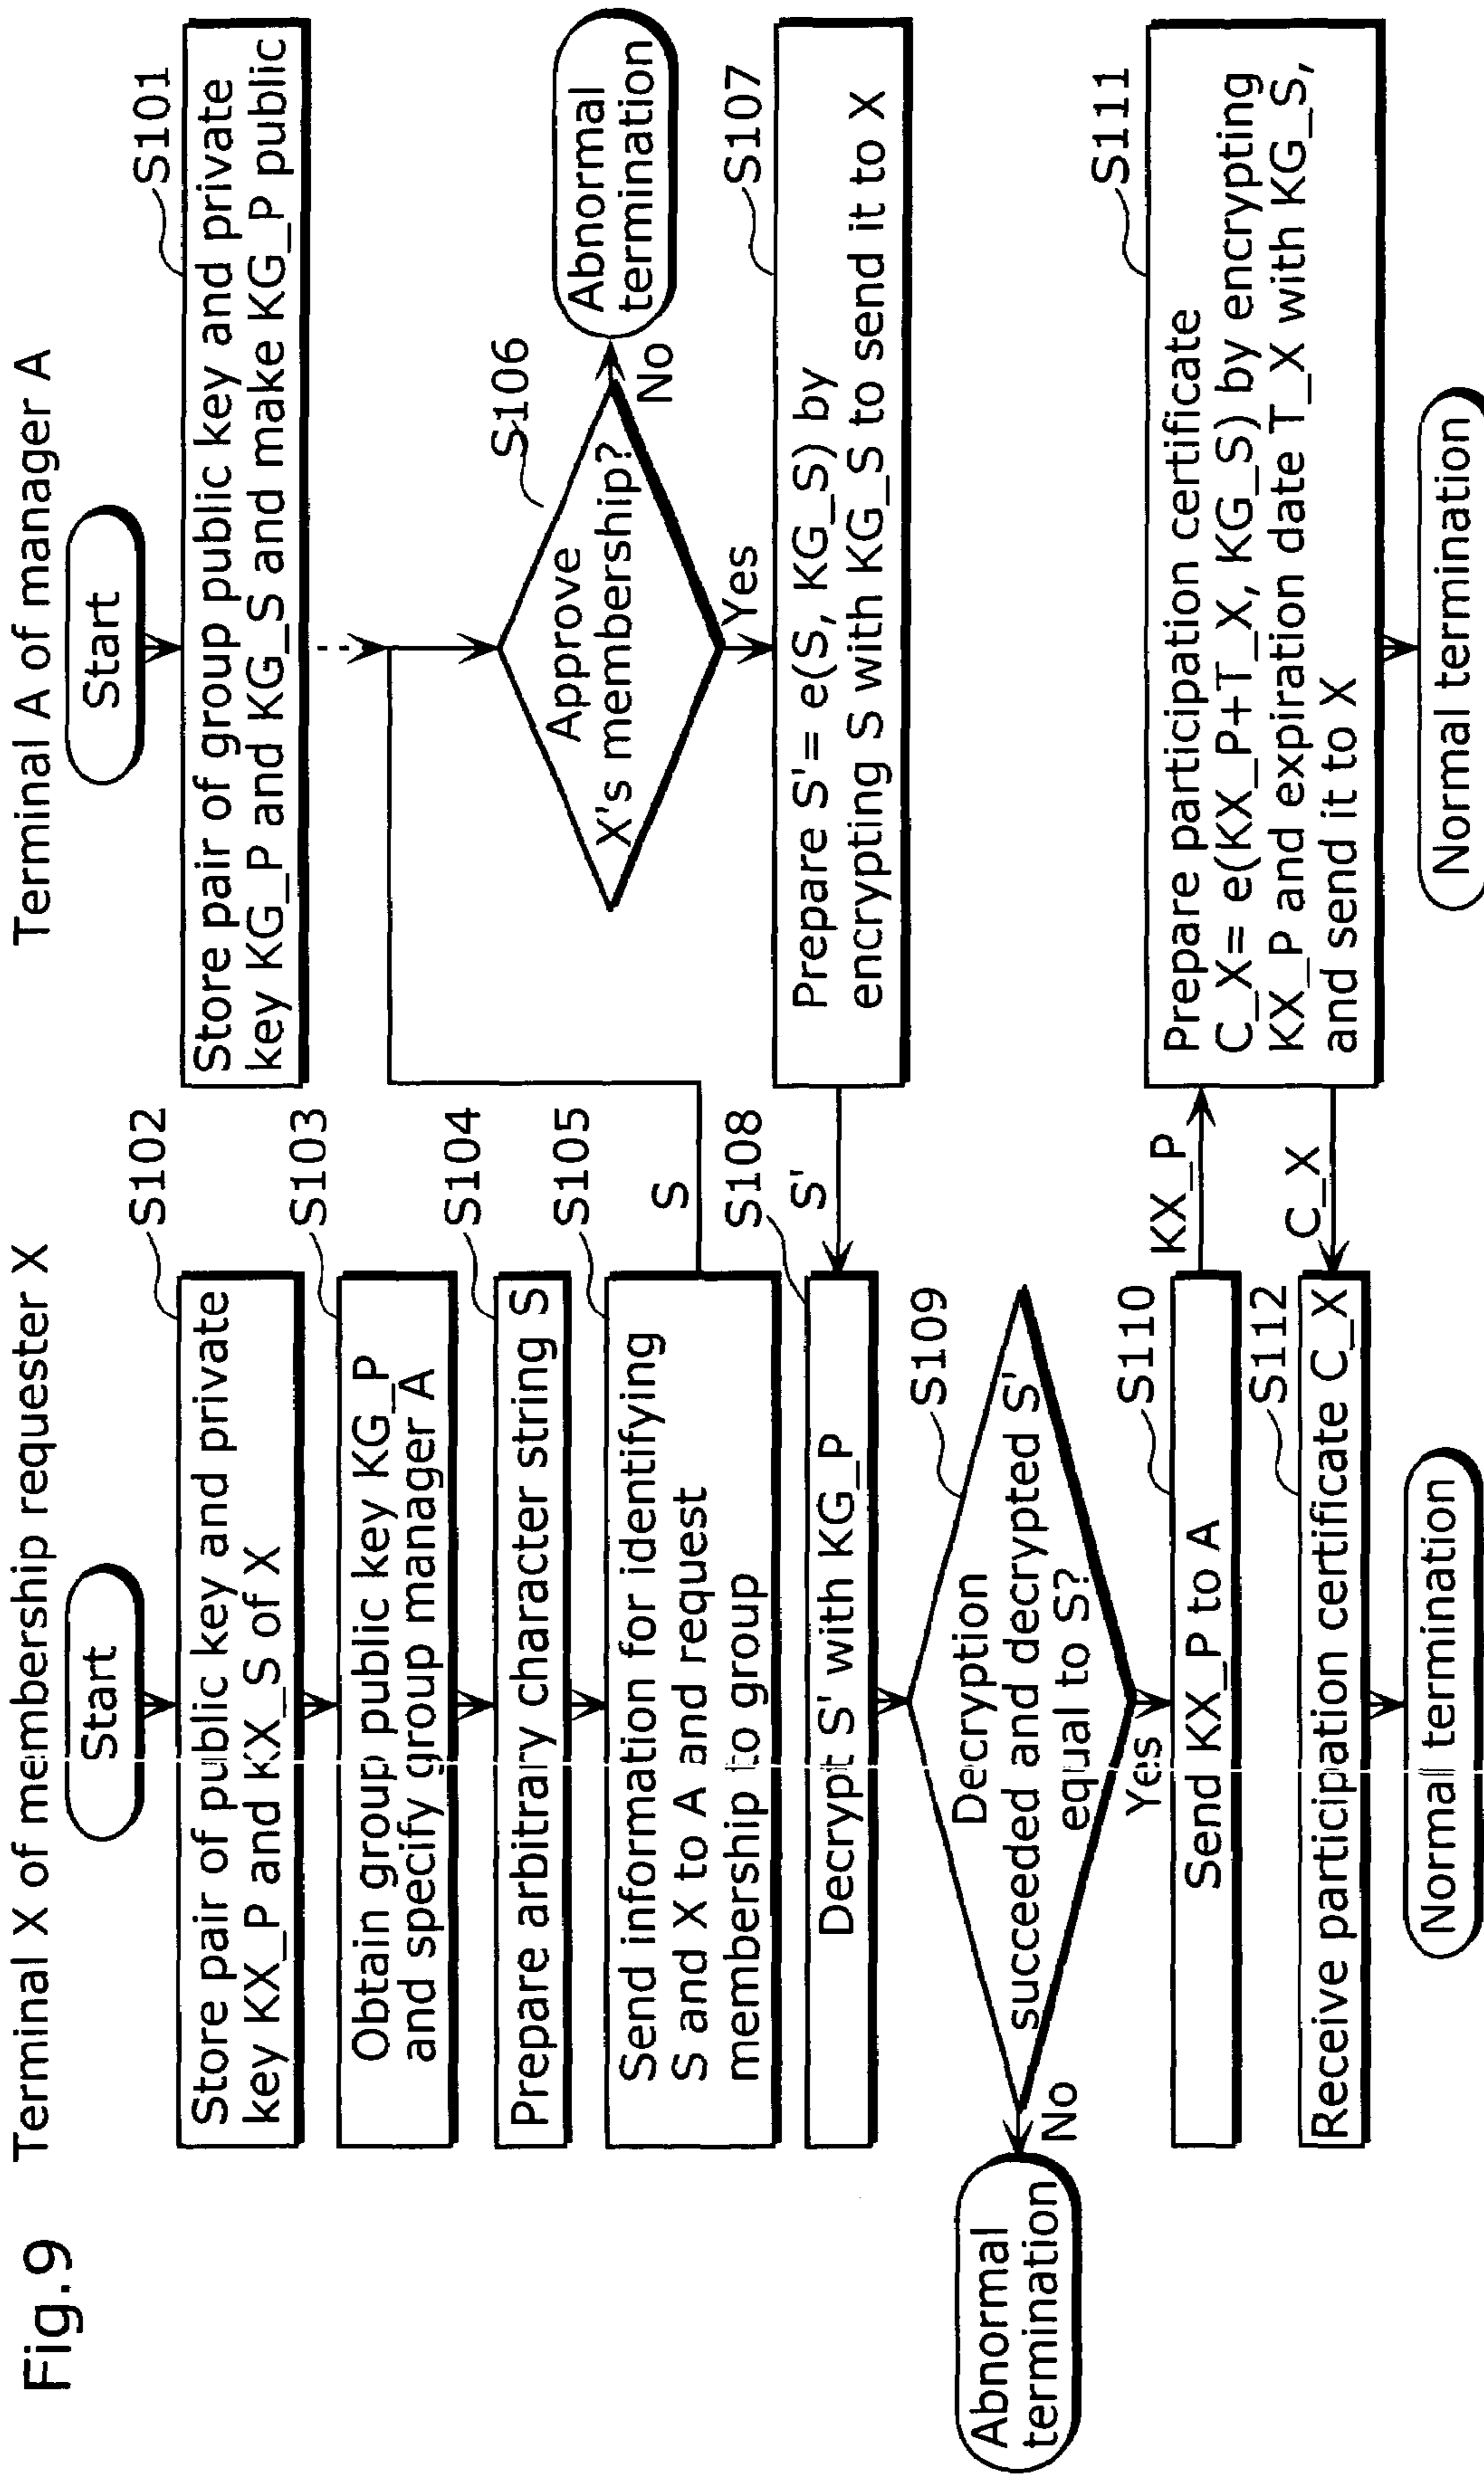 Fig.9
Terminal X of membership requester X
Start
S102
Store pair of public key and private
key KX_P and KX_S of X
S103
Obtain group public key KG_P
and specify group manager A
S104
Prepare arbitrary character string S
S105
Send information for identifying
S and X to A and request
membership to group
S
S108
S'
Decrypt S' with KG_P
S109
Decryption
succeeded and decrypted S'
equal to S?
No
Abnormal
termination
Yes
S110
Send KX_P to A
KX_P
S112
C_X
Receive participation certificate C_X
Normal termination
Terminal A of manager A
Start
S101
Store pair of group public key and private
key KG_P and KG_S and make KG_P public
S106
Approve
X's membership?
No
Abnormal
termination
Yes
S107
Prepare S'= e(S, KG_S) by
encrypting S with KG_S to send it to X
S111
Prepare participation certificate
C_X= e(KX_P+T_X, KG_S) by encrypting
KX_P and expiration date T_X with KG_S,
and send it to X
Normal termination